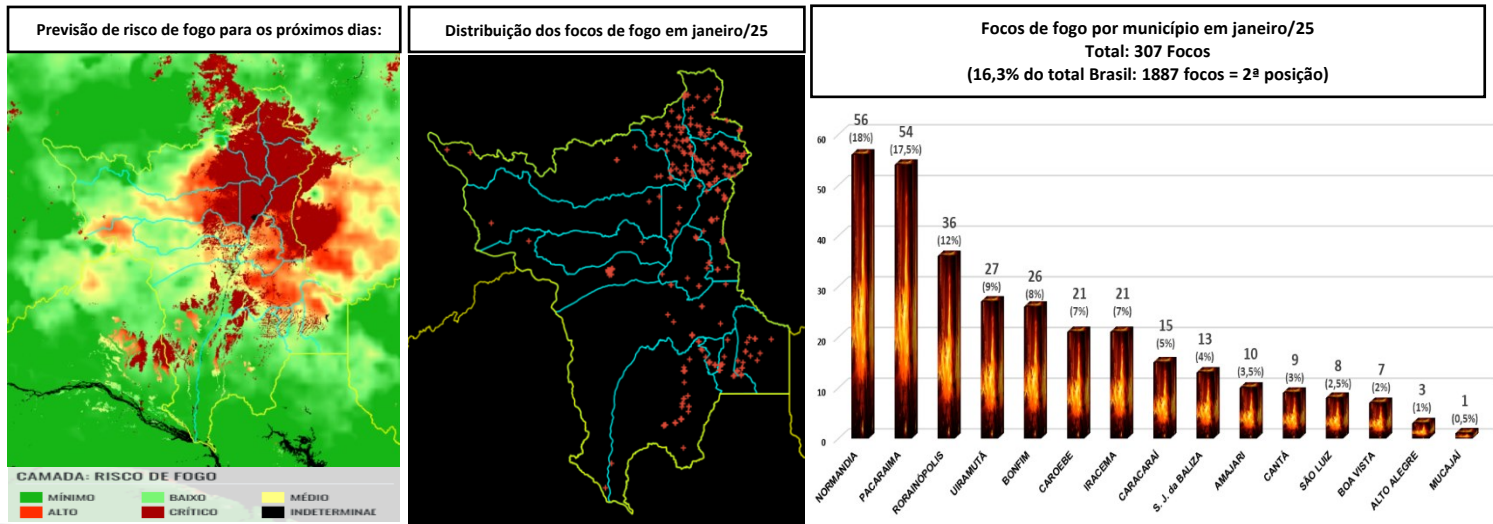 Previsão de risco de fogo para os próximos dias:
CAMADA: RISCO DE FOGO
MÍNIMO
BAIXO
MÉDIO
ALTO
CRÍTICO
INDETERMINAD
Distribuição dos focos de fogo em janeiro/25
Focos de fogo por município em janeiro/25
Total: 307 Focos
(16,3% do total Brasil: 1887 focos = 2ª posição)
60
50
40
30
20
10
0
56
(18%)
54
(17,5%)
36
(12%)
27
(9%)
26
(8%)
21
(7%)
21
(7%)
15
(5%)
13
(4%)
10
(3,5%)
9
(3%)
8
(2,5%)
7
(2%)
3
(1%)
1
(0,5%)
NORMANDIA
PACARAIMA
RORAINÓPOLIS
UIRAMUTÃ
BONFIM
CAROEBE
IRACEMA
CARACARAÍ
S. J. da BALIZA
AMAJARI
CANTÁ
SÃO LUIZ
BOA VISTA
ALTO ALEGRE
MUCAJAÍ